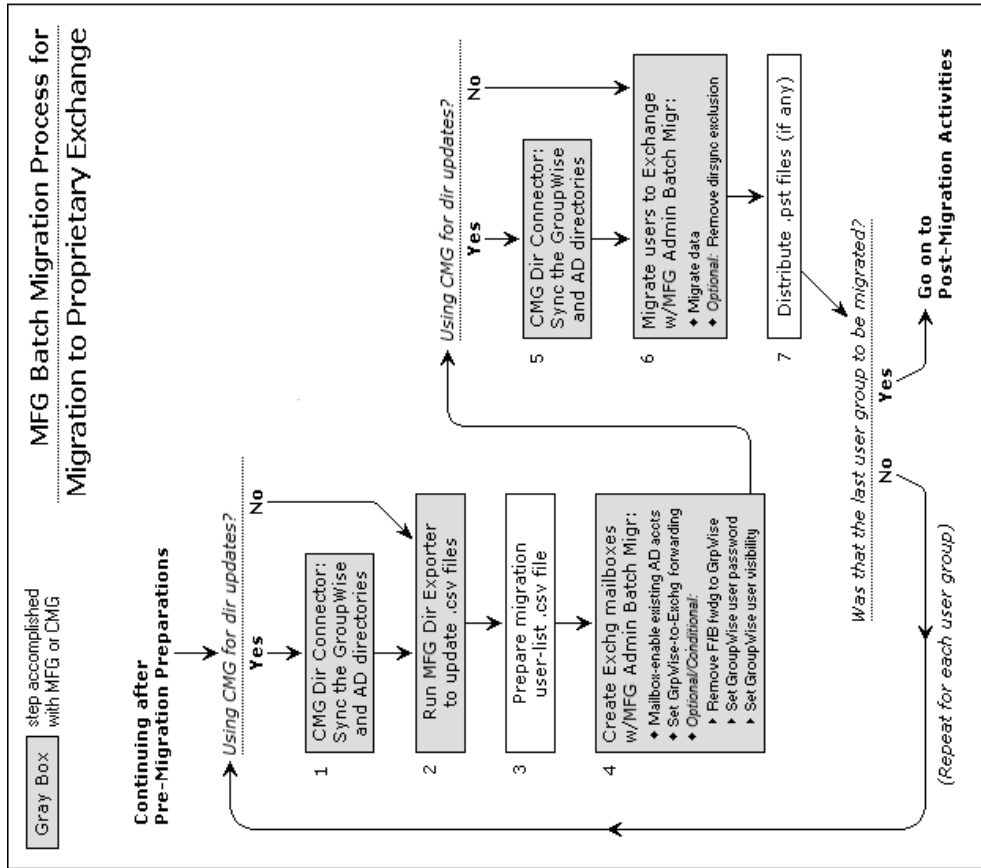 MFG Batch Migration Process for
Migration to Proprietary Exchange
Gray Box
step accomplished
with MFG or CMG
Continuing after
Pre-Migration Preparations
Using CMG for dir updates?
Yes
No
1
CMG Dir Connector:
Sync the GroupWise
and AD directories
2
Run MFG Dir Exporter
to update .csv files
3
Prepare migration
user-list .csv file
4
Create Exchg mailboxes
w/MFG Admin Batch Migr:
◆ Mailbox-enable existing AD accts
◆ Set GrpWise-to-Exchg forwarding
◆ Optional/Conditional:
▸ Remove F/B fwdg to GrpWise
▸ Set GroupWise user password
▸ Set GroupWise user visibility
Using CMG for dir updates?
Yes
No
5
CMG Dir Connector:
Sync the GroupWise
and AD directories
6
Migrate users to Exchange
w/MFG Admin Batch Migr:
◆ Migrate data
◆ Optional: Remove dirsync exclusion
7
Distribute .pst files (if any)
Was that the last user group to be migrated?
No
Yes
(Repeat for each user group)
Go on to
Post-Migration Activities